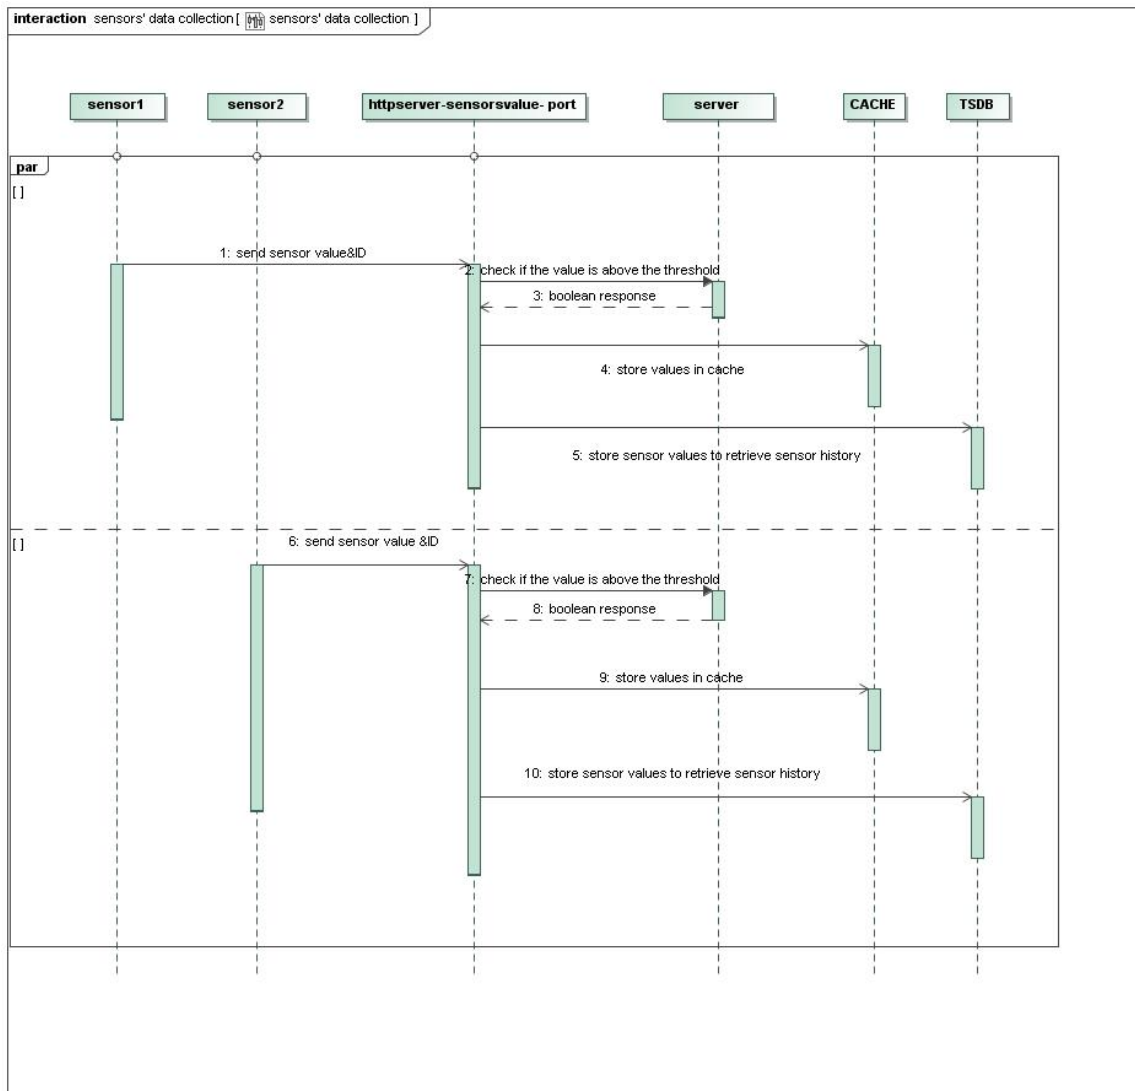 interaction sensors' data collection[ sensors' data collection ]
sensor1 sensor2 httpserver-sensorsvalue- port server CACHE TSDB
par
[ ]
1: send sensor value&ID
2: check if the value is above the threshold
3: boolean response
4: store values in cache
5: store sensor values to retrieve sensor history
[ ]
6: send sensor value &ID
7: check if the value is above the threshold
8: boolean response
9: store values in cache
10: store sensor values to retrieve sensor history